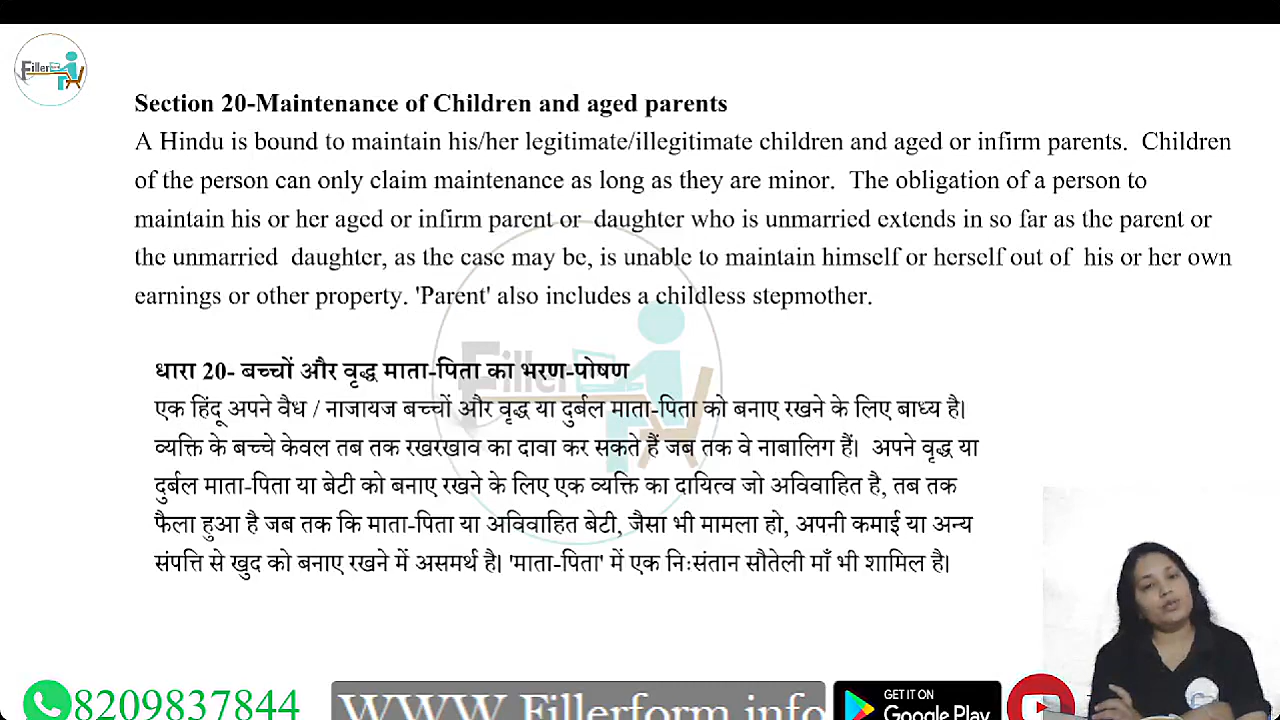 Filler
Section 20-Maintenance of Children and aged parents
A Hindu is bound to maintain his/her legitimate/illegitimate children and aged or infirm parents. Children
of the person can only claim maintenance as long as they are minor. The obligation of a person to
maintain his or her aged or infirm parent or daughter who is unmarried extends in so far as the parent or
the unmarried daughter, as the case may be, is unable to maintain himself or herself out of his or her own
earnings or other property. 'Parent' also includes a childless stepmother.
Filler
धारा 20- बच्चों और वृद्ध माता-पिता का भरण-पोषण
एक हिंदू अपने वैध / नाजायज बच्चों और वृद्ध या दुर्बल माता-पिता को बनाए रखने के लिए बाध्य है।
व्यक्ति के बच्चे केवल तब तक रखरखाव का दावा कर सकते हैं जब तक वे नाबालिग हैं। अपने वृद्ध या
दुर्बल माता-पिता या बेटी को बनाए रखने के लिए एक व्यक्ति का दायित्व जो अविवाहित है, तब तक
फैला हुआ है जब तक कि माता-पिता या अविवाहित बेटी, जैसा भी मामला हो, अपनी कमाई या अन्य
संपत्ति से खुद को बनाए रखने में असमर्थ है। 'माता-पिता' में एक निःसंतान सौतेली माँ भी शामिल है।
8209837844
WWW.Fillerform.info
GET IT ON
Google Play